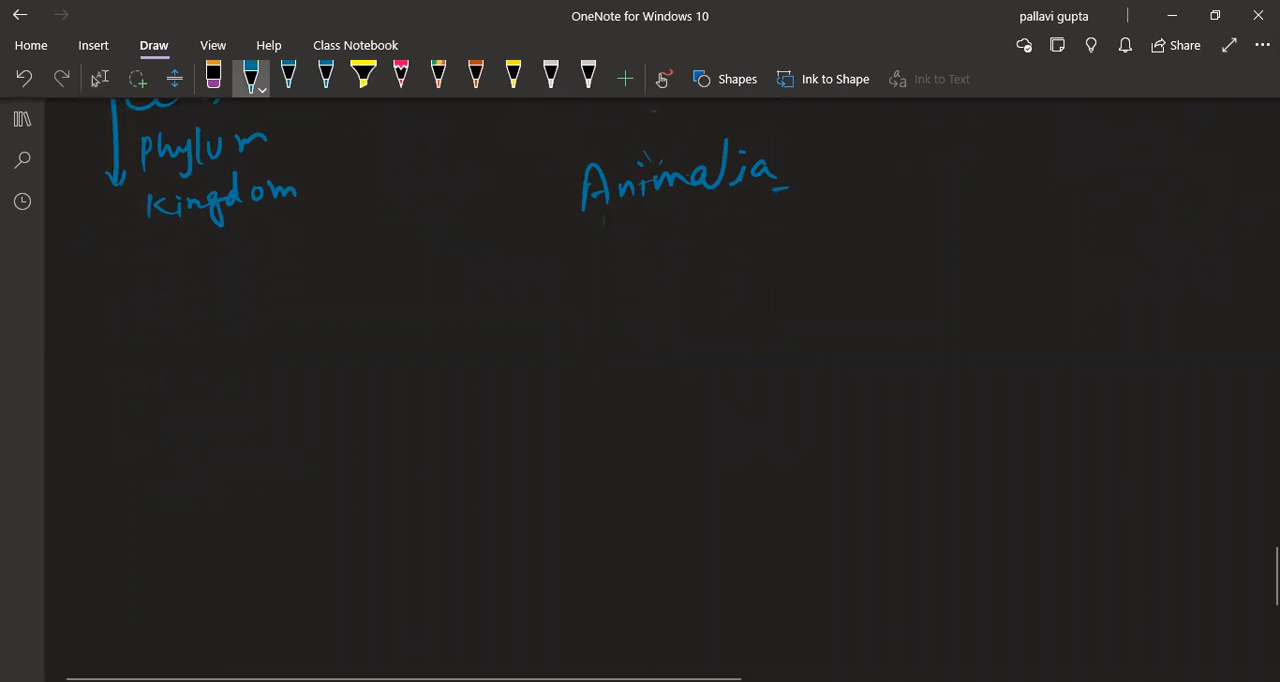 OneNote for Windows 10
pallavi gupta
Home Insert Draw View Help Class Notebook
Share
Shapes Ink to Shape Ink to Text
phylum
Kingdom
Animalia